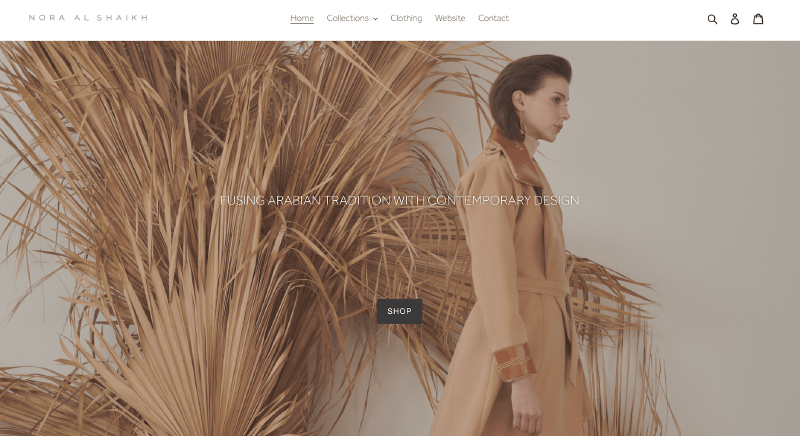 NORA AL SHAIKH
Home Collections Clothing Website Contact
FUSING ARABIAN TRADITION WITH CONTEMPORARY DESIGN
SHOP